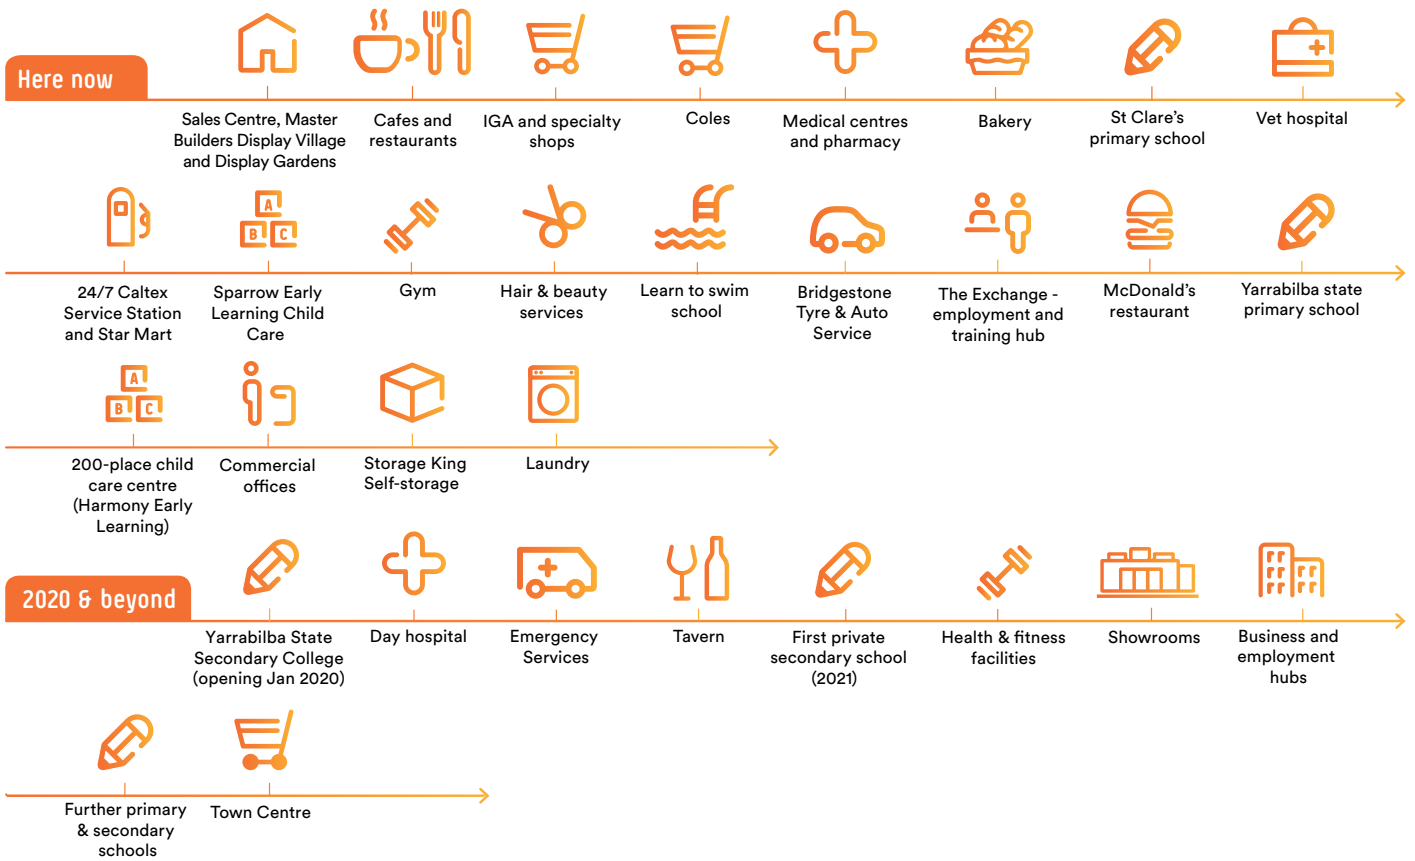 Here now
Sales Centre, Master
Builders Display Village
and Display Gardens
Cafes and
restaurants
IGA and specialty
shops
Coles
Medical centres
and pharmacy
Bakery
St Clare's
primary school
Vet hospital
A
B C
24/7 Caltex
Service Station
and Star Mart
Sparrow Early
Learning Child
Care
Gym
Hair & beauty
services
Learn to swim
school
Bridgestone
Tyre & Auto
Service
The Exchange -
employment and
training hub
McDonald's
restaurant
Yarrabilba state
primary school
A
B C
200-place child
care centre
(Harmony Early
Learning)
Commercial
offices
Storage King
Self-storage
Laundry
2020 & beyond
Yarrabilba State
Secondary College
(opening Jan 2020)
Day hospital
Emergency
Services
Tavern
First private
secondary school
(2021)
Health & fitness
facilities
Showrooms
Business and
employment
hubs
Further primary
& secondary
schools
Town Centre